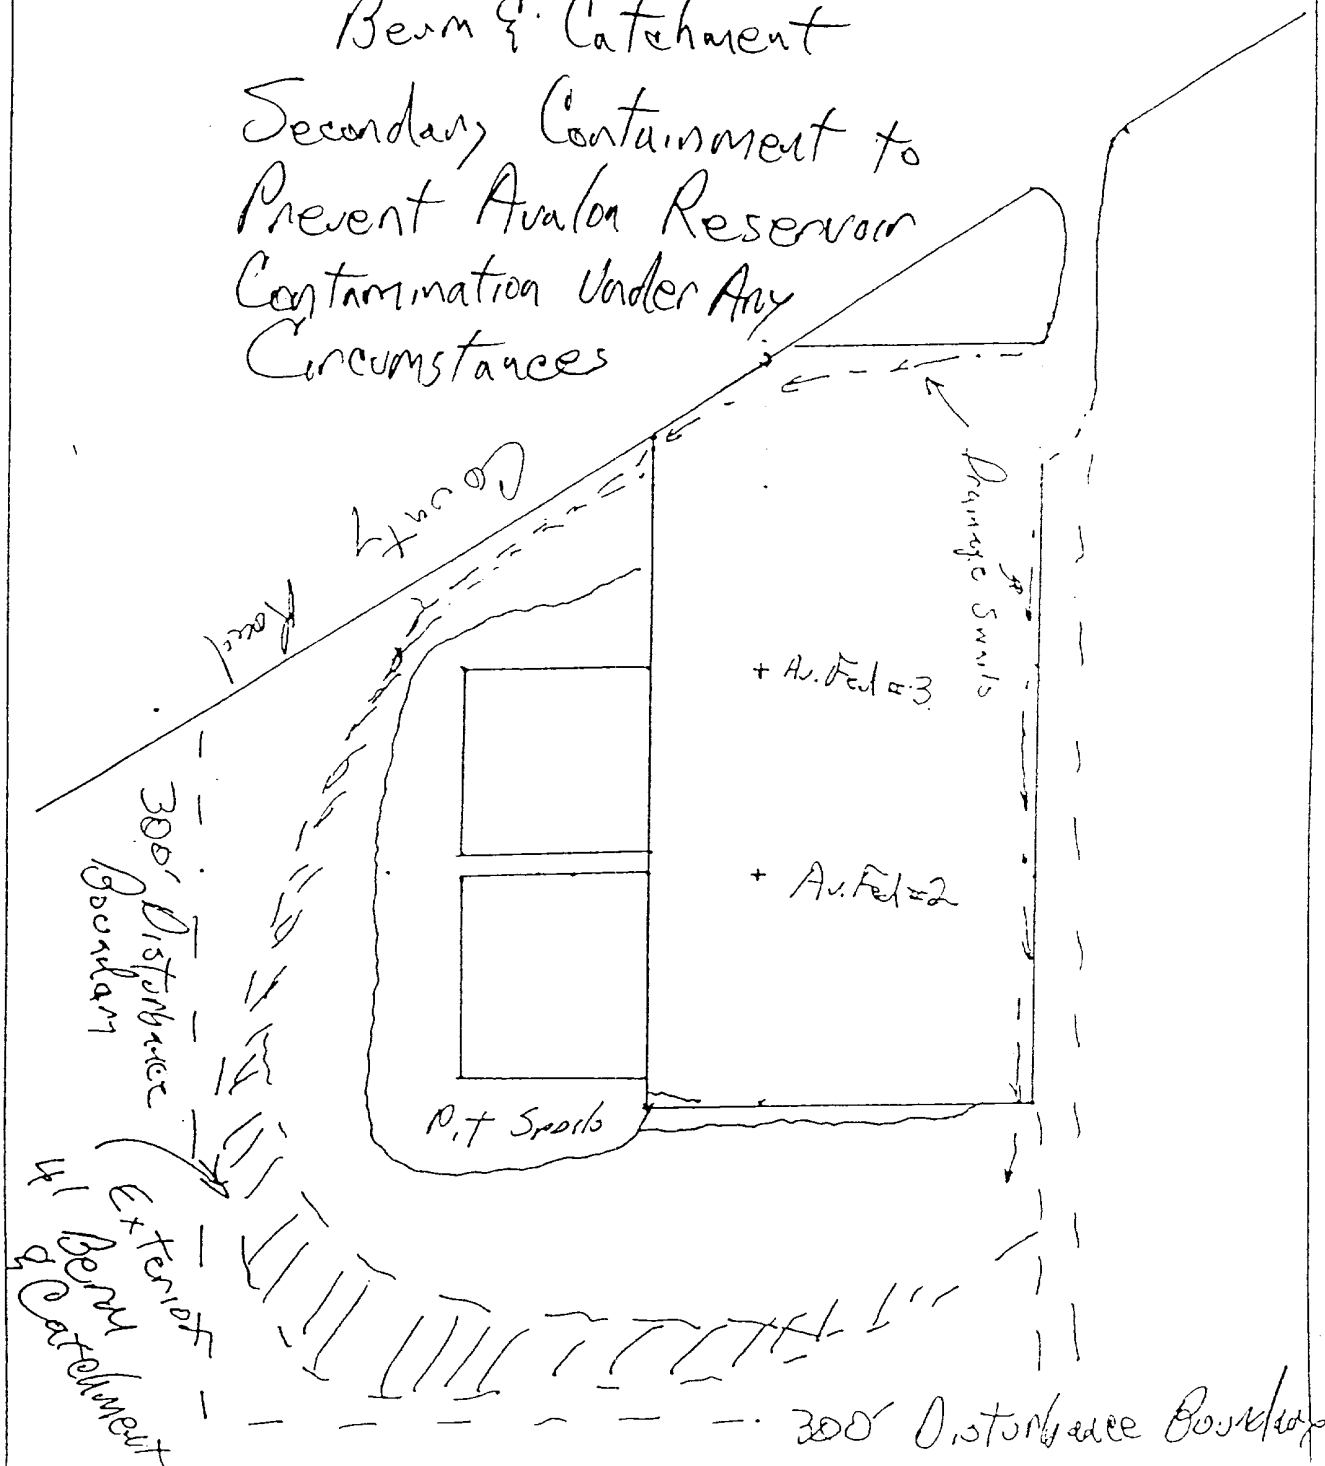 Berm & Catchment
Secondary Containment to
Prevent Avalon Reservoir
Contamination Under Any
Circumstances
County
Road
Drainage Swale
+ Av. Fed #3
+ Av. Fed #2
300' Disturbance
Boundary
Pit Spoils
Exterior
4' Berm
& Catchment
300' Disturbance Boundary